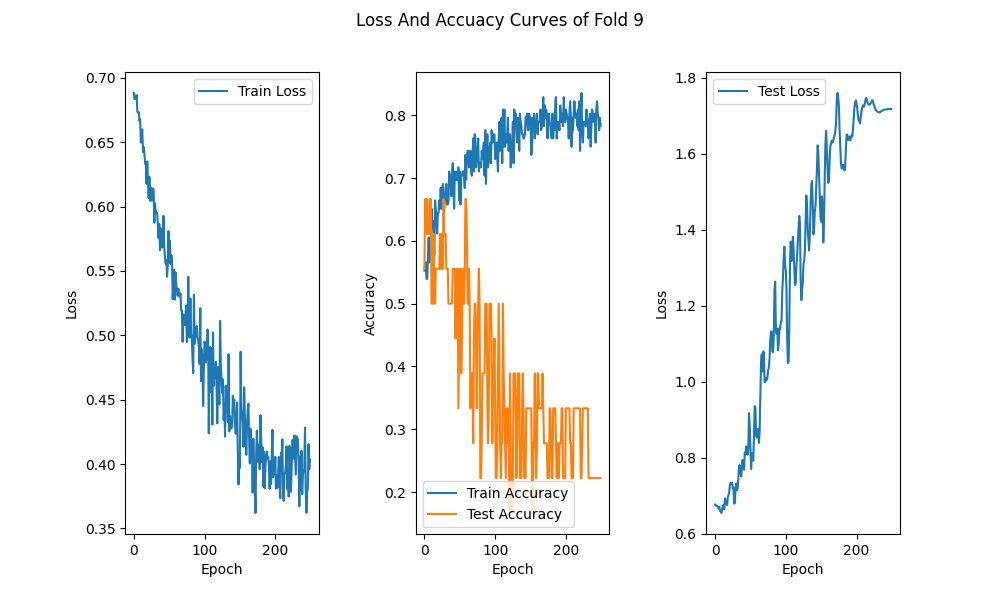 Loss And Accuacy Curves of Fold 9
0.70
0.65
0.60
0.55
0.50
0.45
0.40
0.35
Loss
0
100
200
Epoch
Train Loss
0.8
0.7
0.6
0.5
0.4
0.3
0.2
Accuracy
0
100
200
Epoch
Train Accuracy
Test Accuracy
1.8
1.6
1.4
1.2
1.0
0.8
0.6
Loss
0
100
200
Epoch
Test Loss